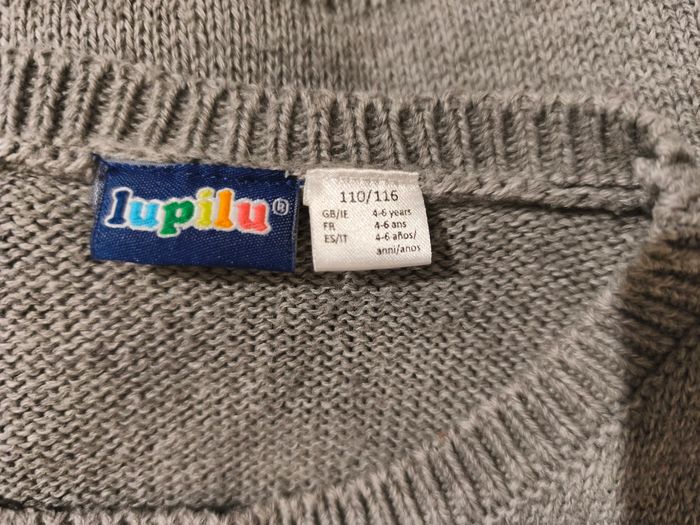 lupilu®
110/116
GB/IE 4-6 years
FR 4-6 ans
ES/IT 4-6 años/
anni/anos